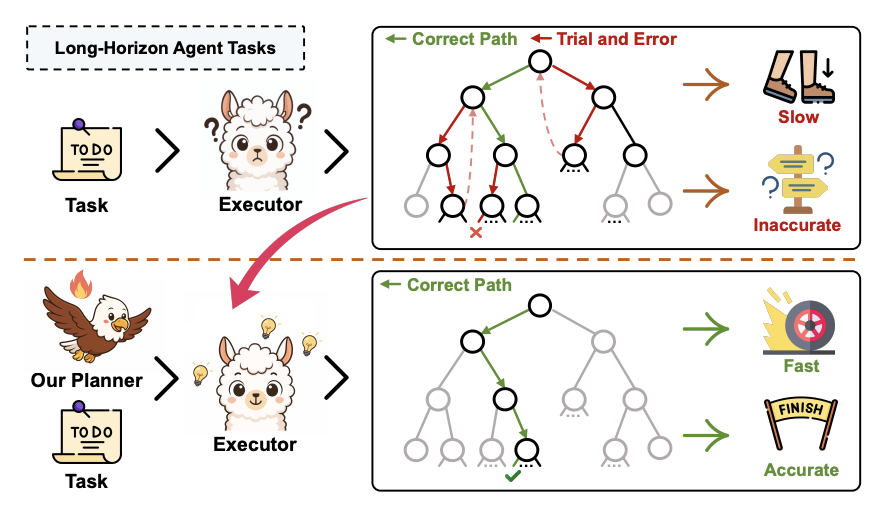 Long-Horizon Agent Tasks
Correct Path
Trial and Error
TO DO
Task
?
?
Executor
Slow
?
?
Inaccurate
Our Planner
TO DO
Task
Executor
Correct Path
Fast
FINISH
Accurate